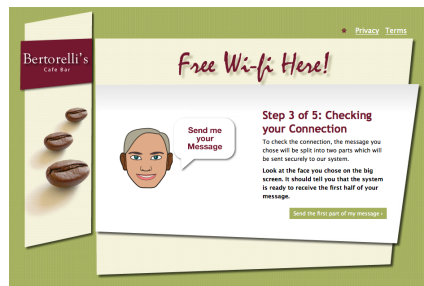 Privacy Terms
Bertorelli's
Cafe Bar
Free Wi-fi Here!
Send me
your
Message
Step 3 of 5: Checking
your Connection
To check the connection, the message you
chose will be split into two parts which will
be sent securely to our system.
Look at the face you chose on the big
screen. It should tell you that the system
is ready to receive the first half of your
message.
Send the first part of my message ›